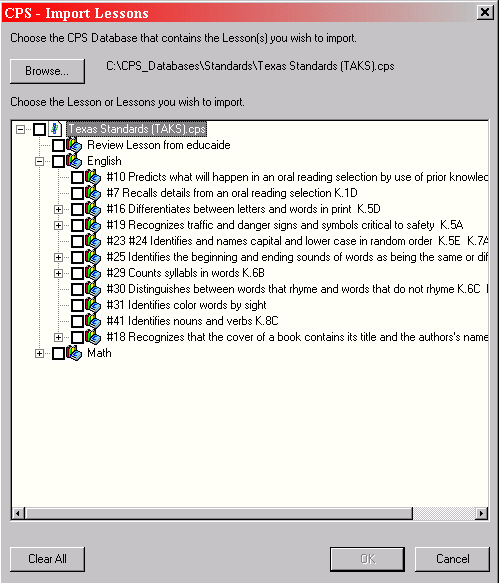 CPS - Import Lessons
Choose the CPS Database that contains the Lesson(s) you wish to import.
Browse... C:\CPS_Databases\Standards\Texas Standards (TAKS).cps
Choose the Lesson or Lessons you wish to import.
Texas Standards (TAKS).cps
Review Lesson from educaide
English
#10 Predicts what will happen in an oral reading selection by use of prior knowlec
#7 Recalls details from an oral reading selection K.1D
#16 Differentiates between letters and words in print K.5D
#19 Recognizes traffic and danger signs and symbols critical to safety K.5A
#23 #24 Identifies and names capital and lower case in random order K.5E K.7A
#25 Identifies the beginning and ending sounds of words as being the same or dif
#29 Counts syllabls in words K.6B
#30 Distinguishes between words that rhyme and words that do not rhyme K.6C I
#31 Identifies color words by sight
#41 Identifies nouns and verbs K.8C
#18 Recognizes that the cover of a book contains its title and the authors's name
Math
Clear All OK Cancel